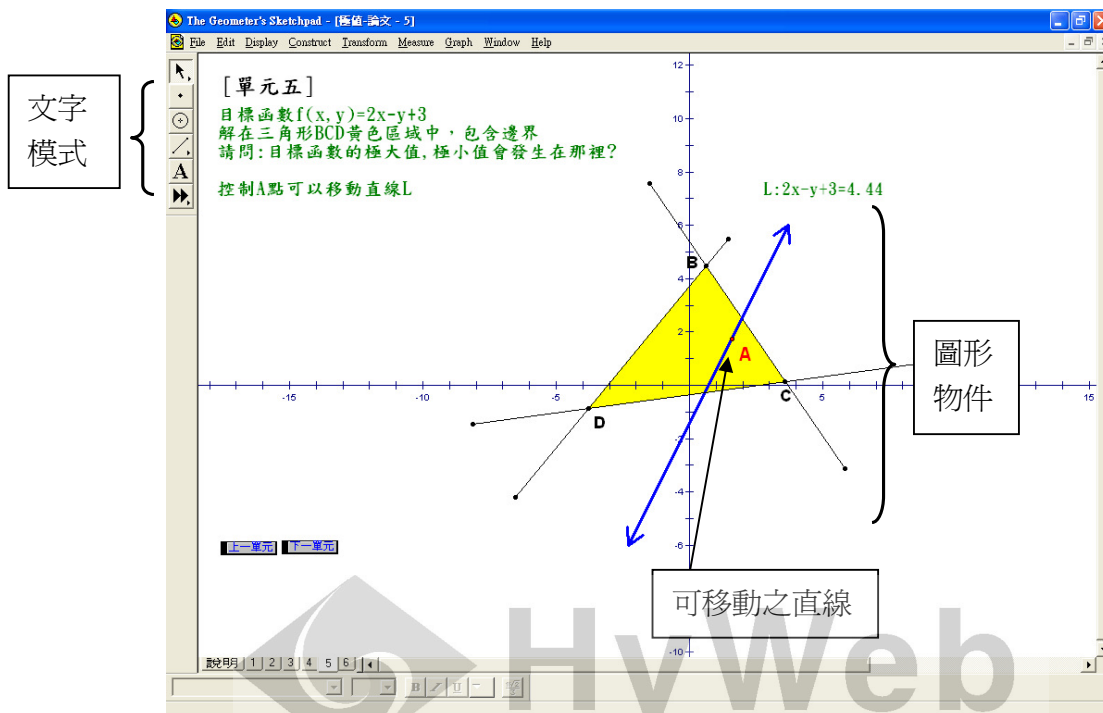 The Geometer's Sketchpad - [極值-論文 - 5]
File Edit Display Construct Transform Measure Graph Window Help
文字
模式
A
[單元五]
目標函數f(x,y)=2x-y+3
解在三角形BCD黃色區域中，包含邊界
請問:目標函數的極大值,極小值會發生在那裡?
控制A點可以移動直線L
L:2x-y+3=4.44
12
10
8
6
4
2
-2
-4
-6
-10
-15
-10
-5
5
15
B
A
C
D
圖形
物件
可移動之直線
上一單元 下一單元
HyWeb
說明 1 2 3 4 5 6
B I U